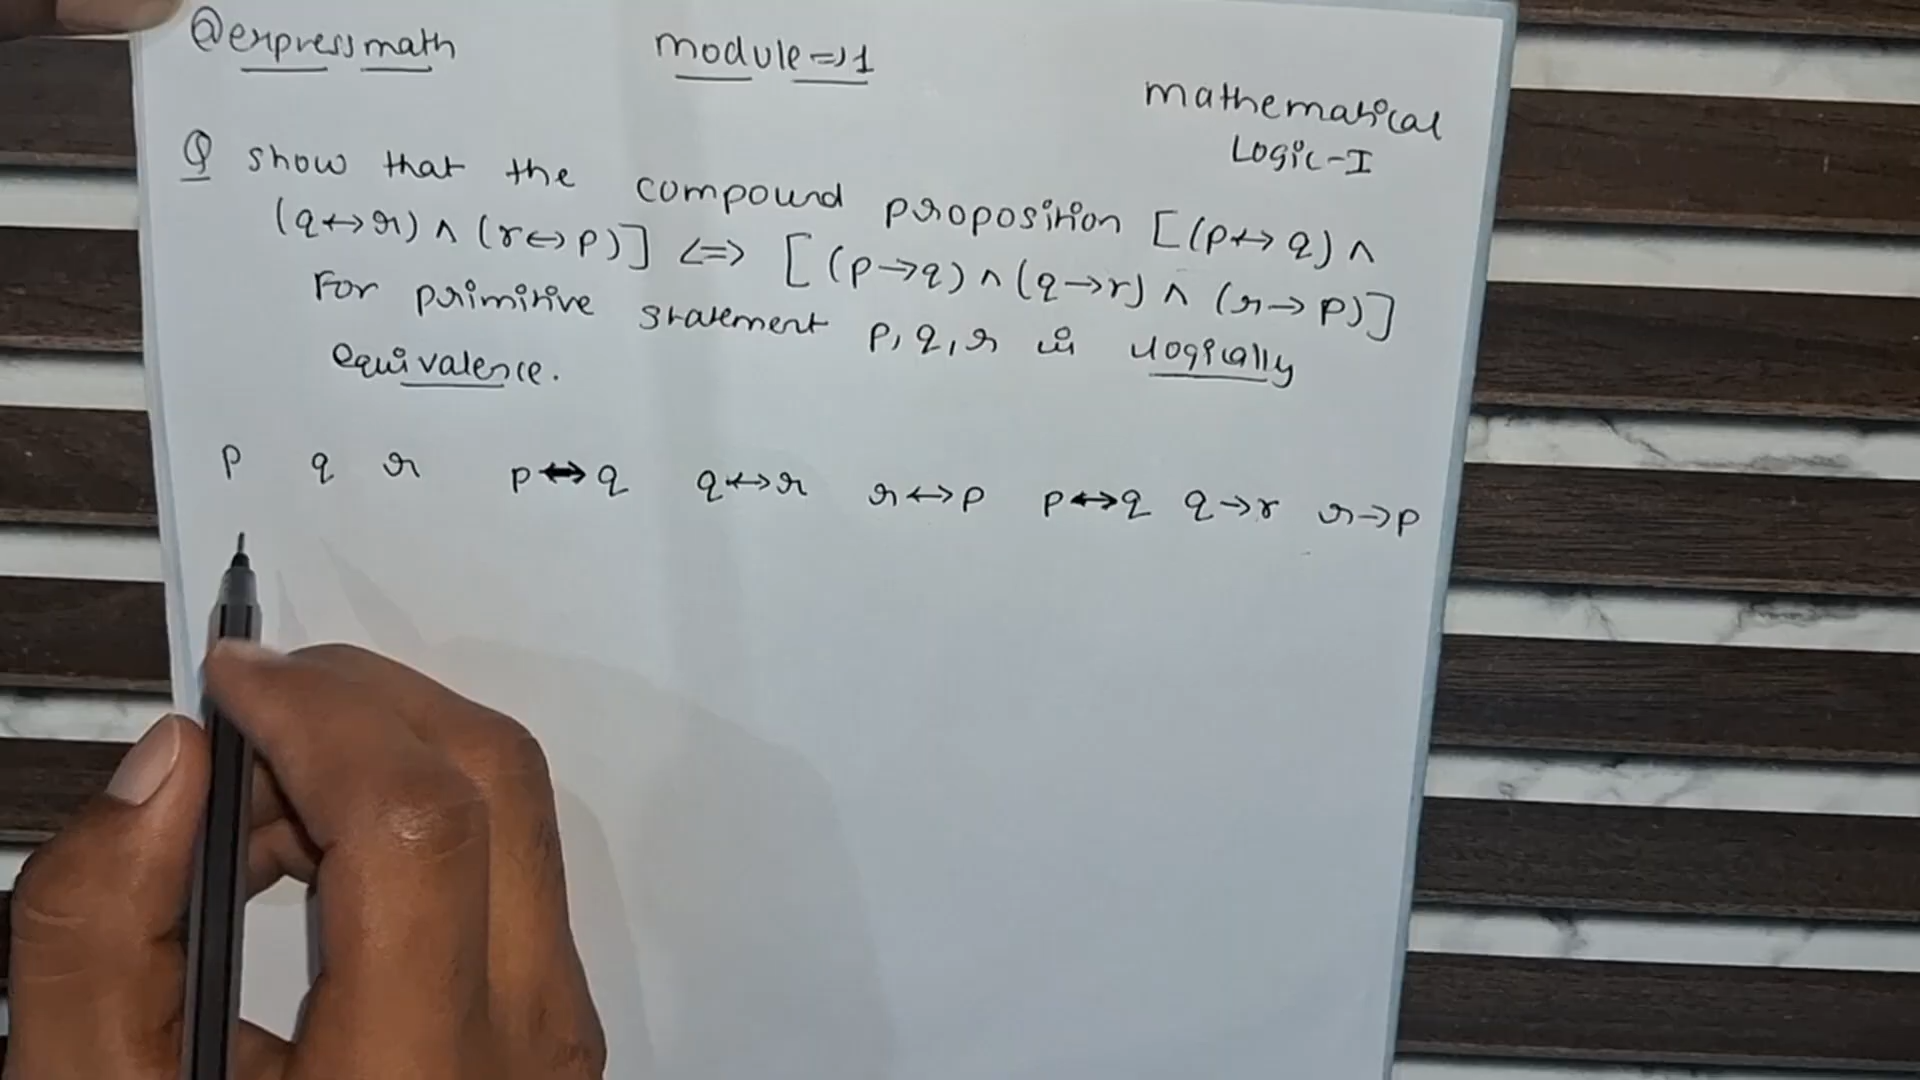 @expressmath
module=>1
mathematical
Logic-I
Q show that the compound proposition [(p↔q) ∧
(q↔r) ∧ (r↔p)] <=> [(p→q) ∧ (q→r) ∧ (r→p)]
For primitive statement p, q, r is logically
equivalence.
p q r p↔q q↔r r↔p p↔q q→r r→p